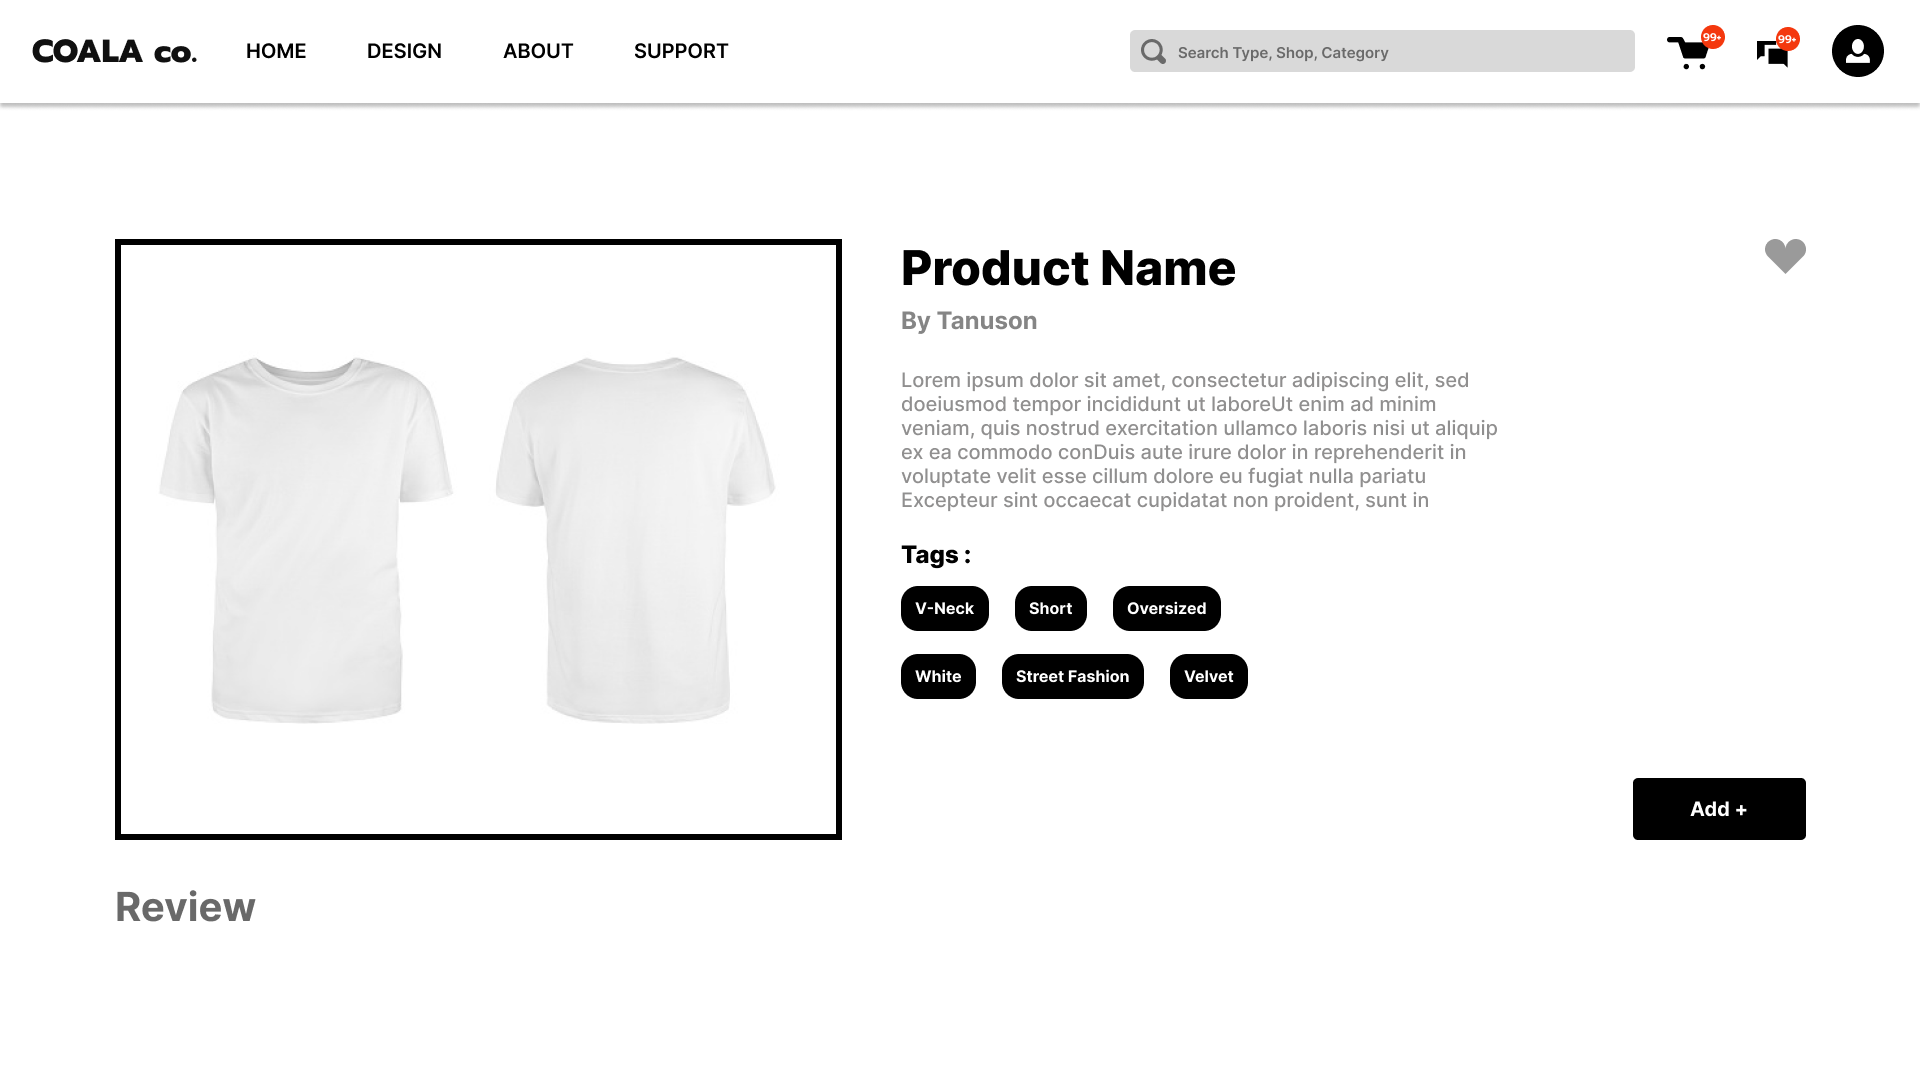 COALA co.
HOME
DESIGN
ABOUT
SUPPORT
Search Type, Shop, Category
99+
99+
Product Name
By Tanuson
Lorem ipsum dolor sit amet, consectetur adipiscing elit, sed
doeiusmod tempor incididunt ut laboreUt enim ad minim
veniam, quis nostrud exercitation ullamco laboris nisi ut aliquip
ex ea commodo conDuis aute irure dolor in reprehenderit in
voluptate velit esse cillum dolore eu fugiat nulla pariatu
Excepteur sint occaecat cupidatat non proident, sunt in
Tags :
V-Neck
Short
Oversized
White
Street Fashion
Velvet
Add +
Review